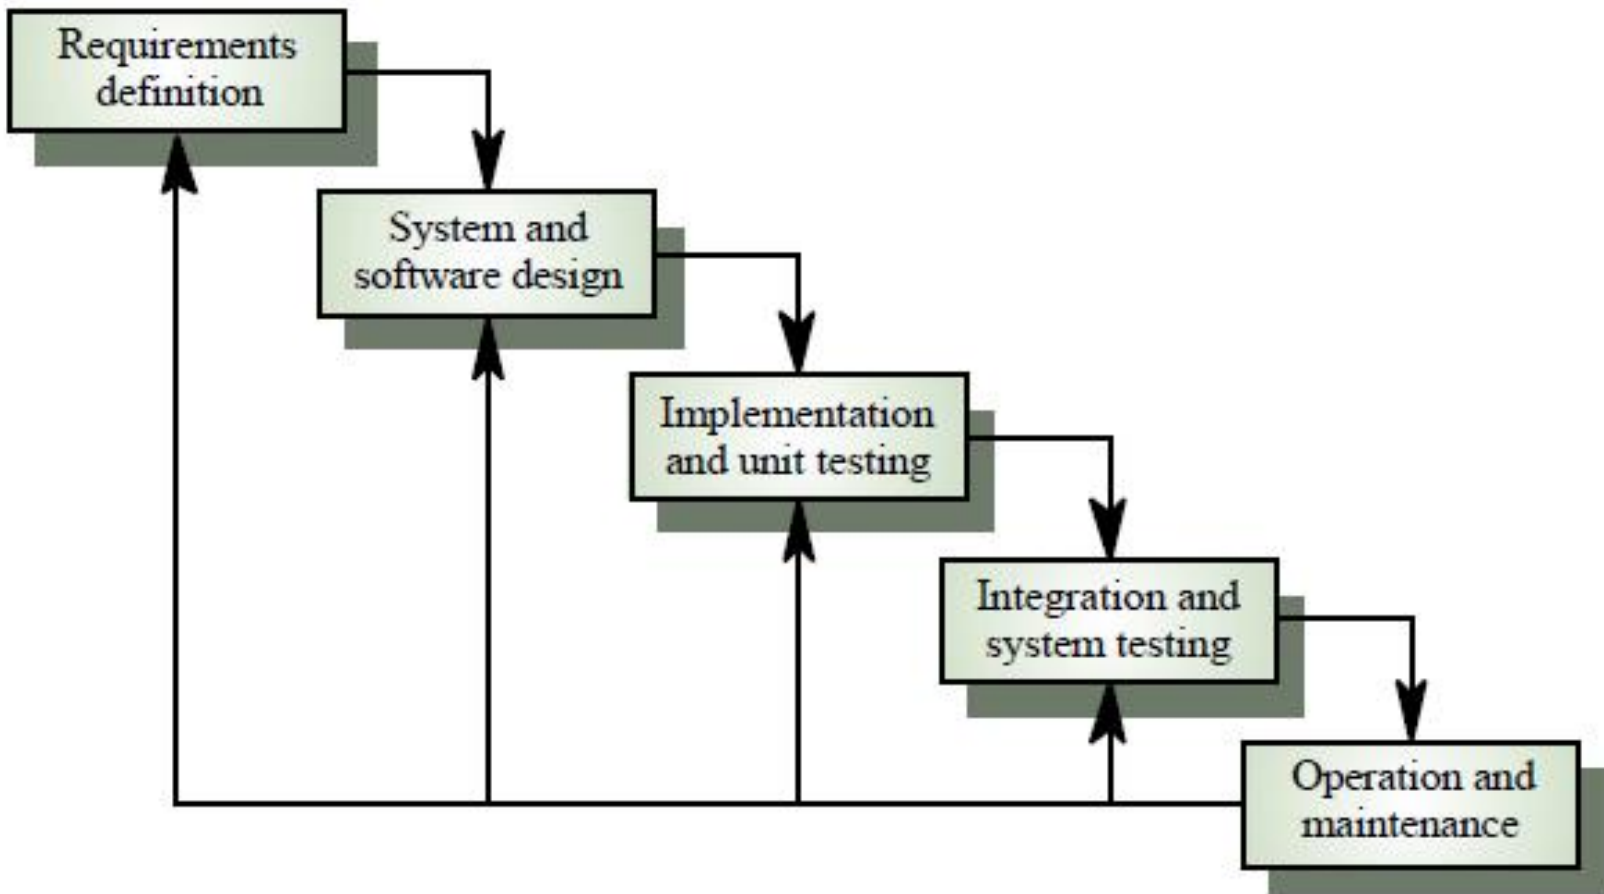 Requirements
definition
System and
software design
Implementation
and unit testing
Integration and
system testing
Operation and
maintenance